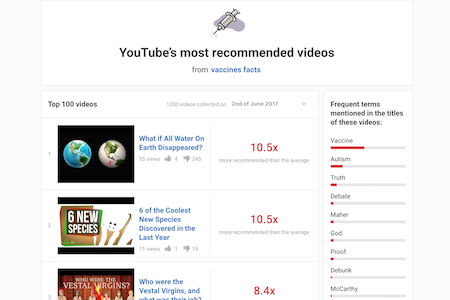 YouTube's most recommended videos
from vaccines facts
Top 100 videos
1350 videos collected on 2nd of June 2017
1
What if All Water On
Earth Disappeared?
55 views 4 245
10.5x
more recommended than the average
2
6 NEW
SPECIES
6 of the Coolest
New Species
Discovered in the
Last Year
11 views 1 15
10.5x
more recommended than the average
3
WHO WERE THE
VESTAL VIRGINS?
Who were the
Vestal Virgins, and
what was their job?
8.4x
Frequent terms
mentioned in the titles
of these videos:
Vaccine
Autism
Truth
Debate
Maher
God
Proof
Debunk
McCarthy